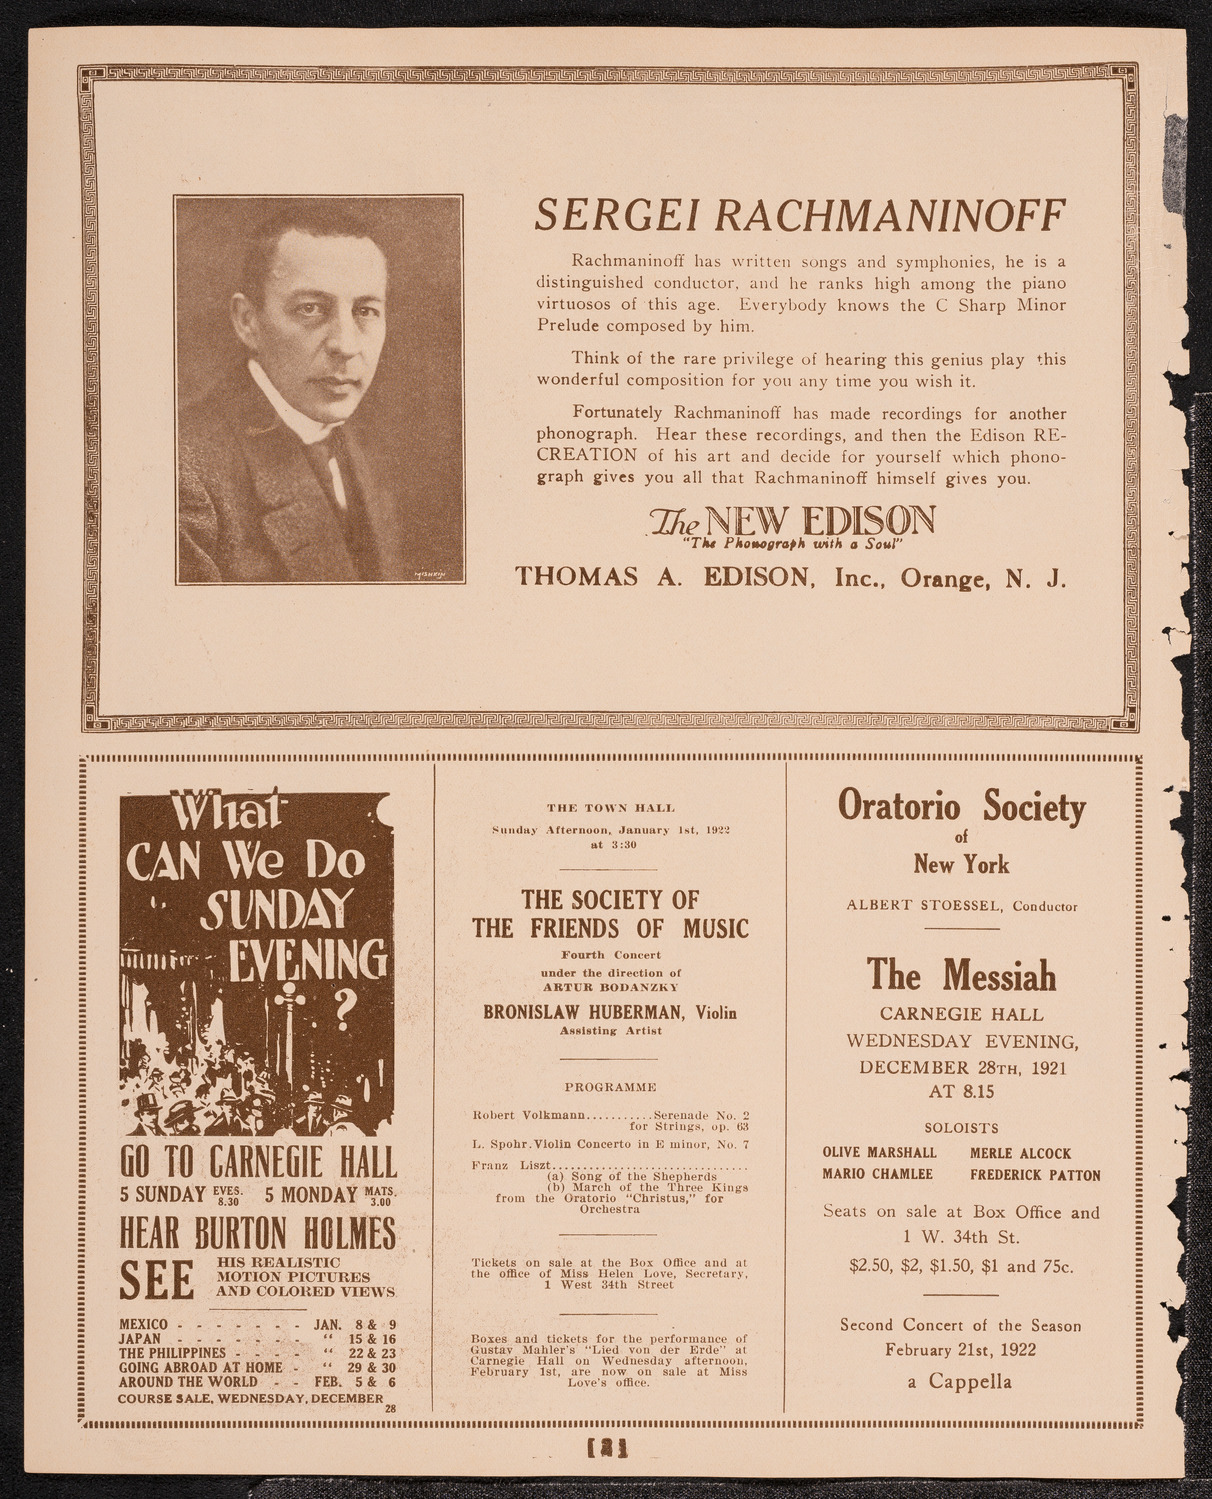 SERGEI RACHMANINOFF
Rachmaninoff has written songs and symphonies, he is a
distinguished conductor, and he ranks high among the piano
virtuosos of this age. Everybody knows the C Sharp Minor
Prelude composed by him.
Think of the rare privilege of hearing this genius play this
wonderful composition for you any time you wish it.
Fortunately Rachmaninoff has made recordings for another
phonograph. Hear these recordings, and then the Edison RE-
CREATION of his art and decide for yourself which phono-
graph gives you all that Rachmaninoff himself gives you.
The NEW EDISON
"The Phonograph with a Soul"
THOMAS A. EDISON, Inc., Orange, N. J.
MISHKIN
What
CAN We Do
SUNDAY
EVENING
?
GO TO CARNEGIE HALL
5 SUNDAY EVES. 8.30 5 MONDAY MATS. 3.00
HEAR BURTON HOLMES
SEE HIS REALISTIC
MOTION PICTURES
AND COLORED VIEWS
MEXICO - - - - - - - JAN. 8 & 9
JAPAN - - - - - - - " 15 & 16
THE PHILIPPINES - - - - " 22 & 23
GOING ABROAD AT HOME - " 29 & 30
AROUND THE WORLD - - FEB. 5 & 6
COURSE SALE, WEDNESDAY, DECEMBER
28
THE TOWN HALL
Sunday Afternoon, January 1st, 1922
at 3:30
THE SOCIETY OF
THE FRIENDS OF MUSIC
Fourth Concert
under the direction of
ARTUR BODANZKY
BRONISLAW HUBERMAN, Violin
Assisting Artist
PROGRAMME
Robert Volkmann...........Serenade No. 2
for Strings, op. 63
L. Spohr.Violin Concerto in E minor, No. 7
Franz Liszt................................
(a) Song of the Shepherds
(b) March of the Three Kings
from the Oratorio "Christus," for
Orchestra
Tickets on sale at the Box Office and at
the office of Miss Helen Love, Secretary,
1 West 34th Street
Boxes and tickets for the performance of
Gustav Mahler's "Lied von der Erde" at
Carnegie Hall on Wednesday afternoon,
February 1st, are now on sale at Miss
Love's office.
Oratorio Society
of
New York
ALBERT STOESSEL, Conductor
The Messiah
CARNEGIE HALL
WEDNESDAY EVENING,
DECEMBER 28TH, 1921
AT 8.15
SOLOISTS
OLIVE MARSHALL MERLE ALCOCK
MARIO CHAMLEE FREDERICK PATTON
Seats on sale at Box Office and
1 W. 34th St.
$2.50, $2, $1.50, $1 and 75c.
Second Concert of the Season
February 21st, 1922
a Cappella
[2]